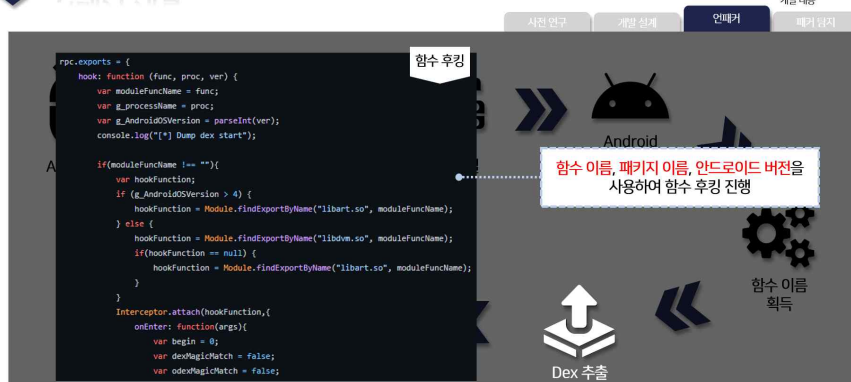 개발 내용
사전 연구
개발 설계
언패커
패커 탐지
함수 후킹
rpc.exports = {
hook: function (func, proc, ver) {
var moduleFuncName = func;
var g_processName = proc;
var g_AndroidOSVersion = parseInt(ver);
console.log("[*] Dump dex start");
if(moduleFuncName !== ""){
var hookFunction;
if (g_AndroidOSVersion > 4) {
hookFunction = Module.findExportByName("libart.so", moduleFuncName);
} else {
hookFunction = Module.findExportByName("libdvm.so", moduleFuncName);
if(hookFunction == null) {
hookFunction = Module.findExportByName("libart.so", moduleFuncName);
}
}
Interceptor.attach(hookFunction,{
onEnter: function(args){
var begin = 0;
var dexMagicMatch = false;
var odexMagicMatch = false;
Android
함수 이름, 패키지 이름, 안드로이드 버전을
사용하여 함수 후킹 진행
함수 이름
획득
Dex 추출